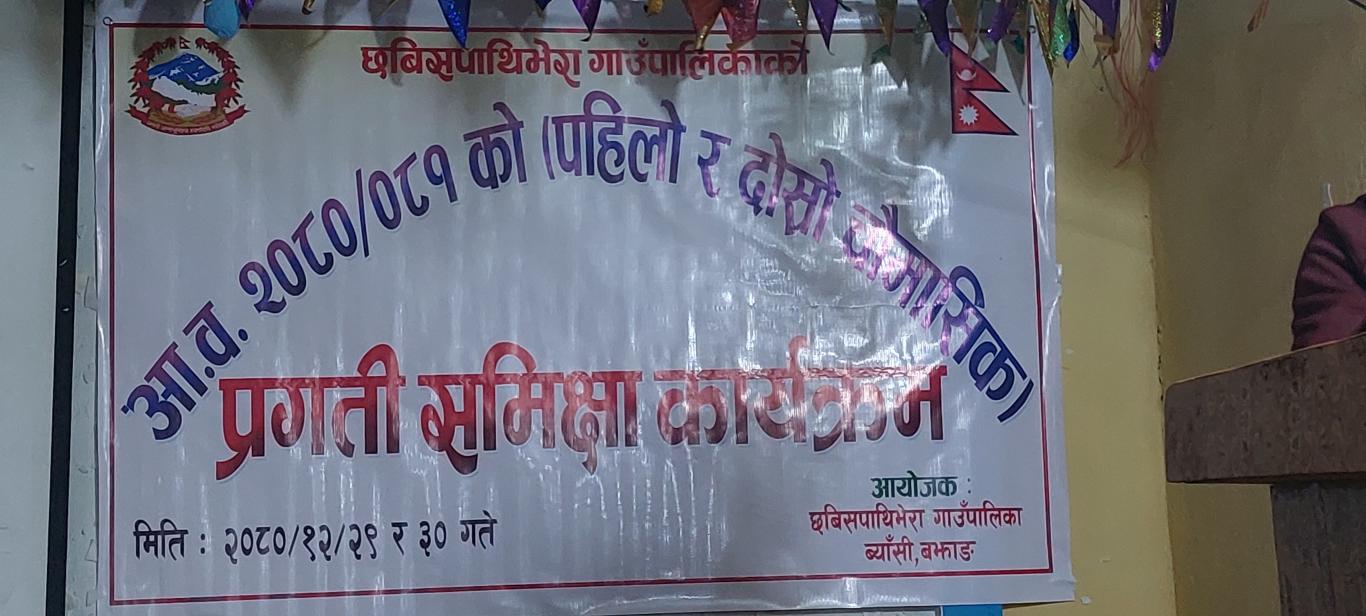 छबिसपाथिभेरा गाउँपालिकाको
आ.व. २०८०/०८१ को (पहिलो र दोस्रो चौमासिक)
प्रगती समिक्षा कार्यक्रम
आयोजक :
छबिसपाथिभेरा गाउँपालिका
ब्याँसी,बझाङ
मिति : २०८०/१२/२९ र ३० गते